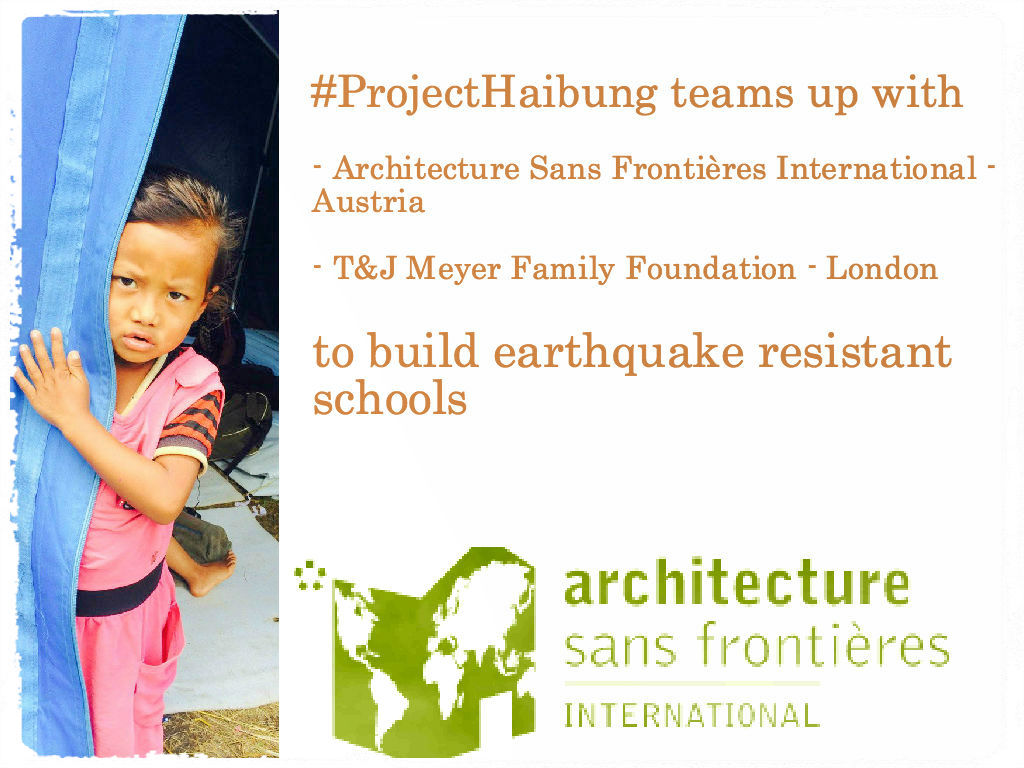 #ProjectHaibung teams up with
- Architecture Sans Frontières International -
Austria
- T&J Meyer Family Foundation - London
to build earthquake resistant
schools
architecture
sans frontières
INTERNATIONAL